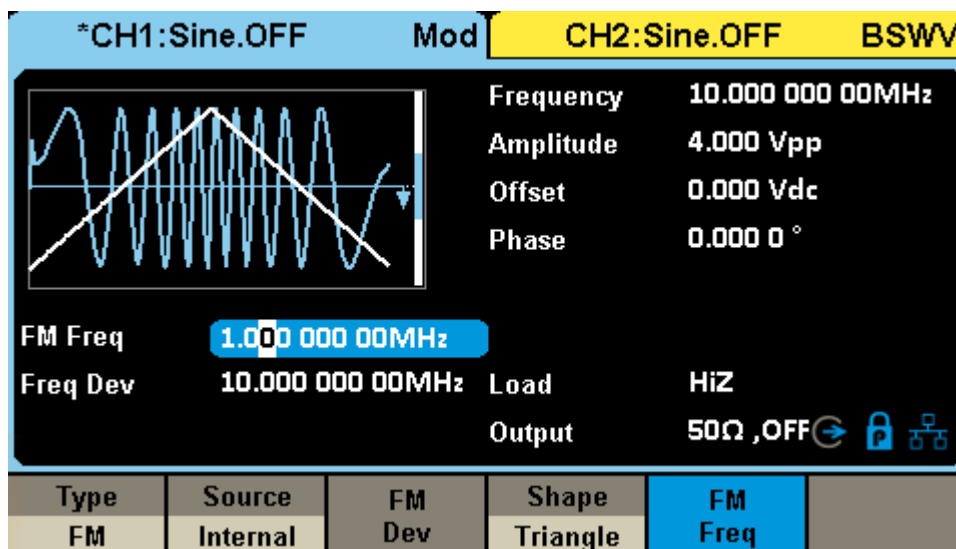 *CH1:Sine.OFF Mod CH2:Sine.OFF BSWV
Frequency 10.000 000 00MHz
Amplitude 4.000 Vpp
Offset 0.000 Vdc
Phase 0.000 0 °
FM Freq 1.000 000 00MHz
Freq Dev 10.000 000 00MHz Load HiZ
Output 50Ω ,OFF P
Type Source FM Shape FM
FM Internal Dev Triangle Freq